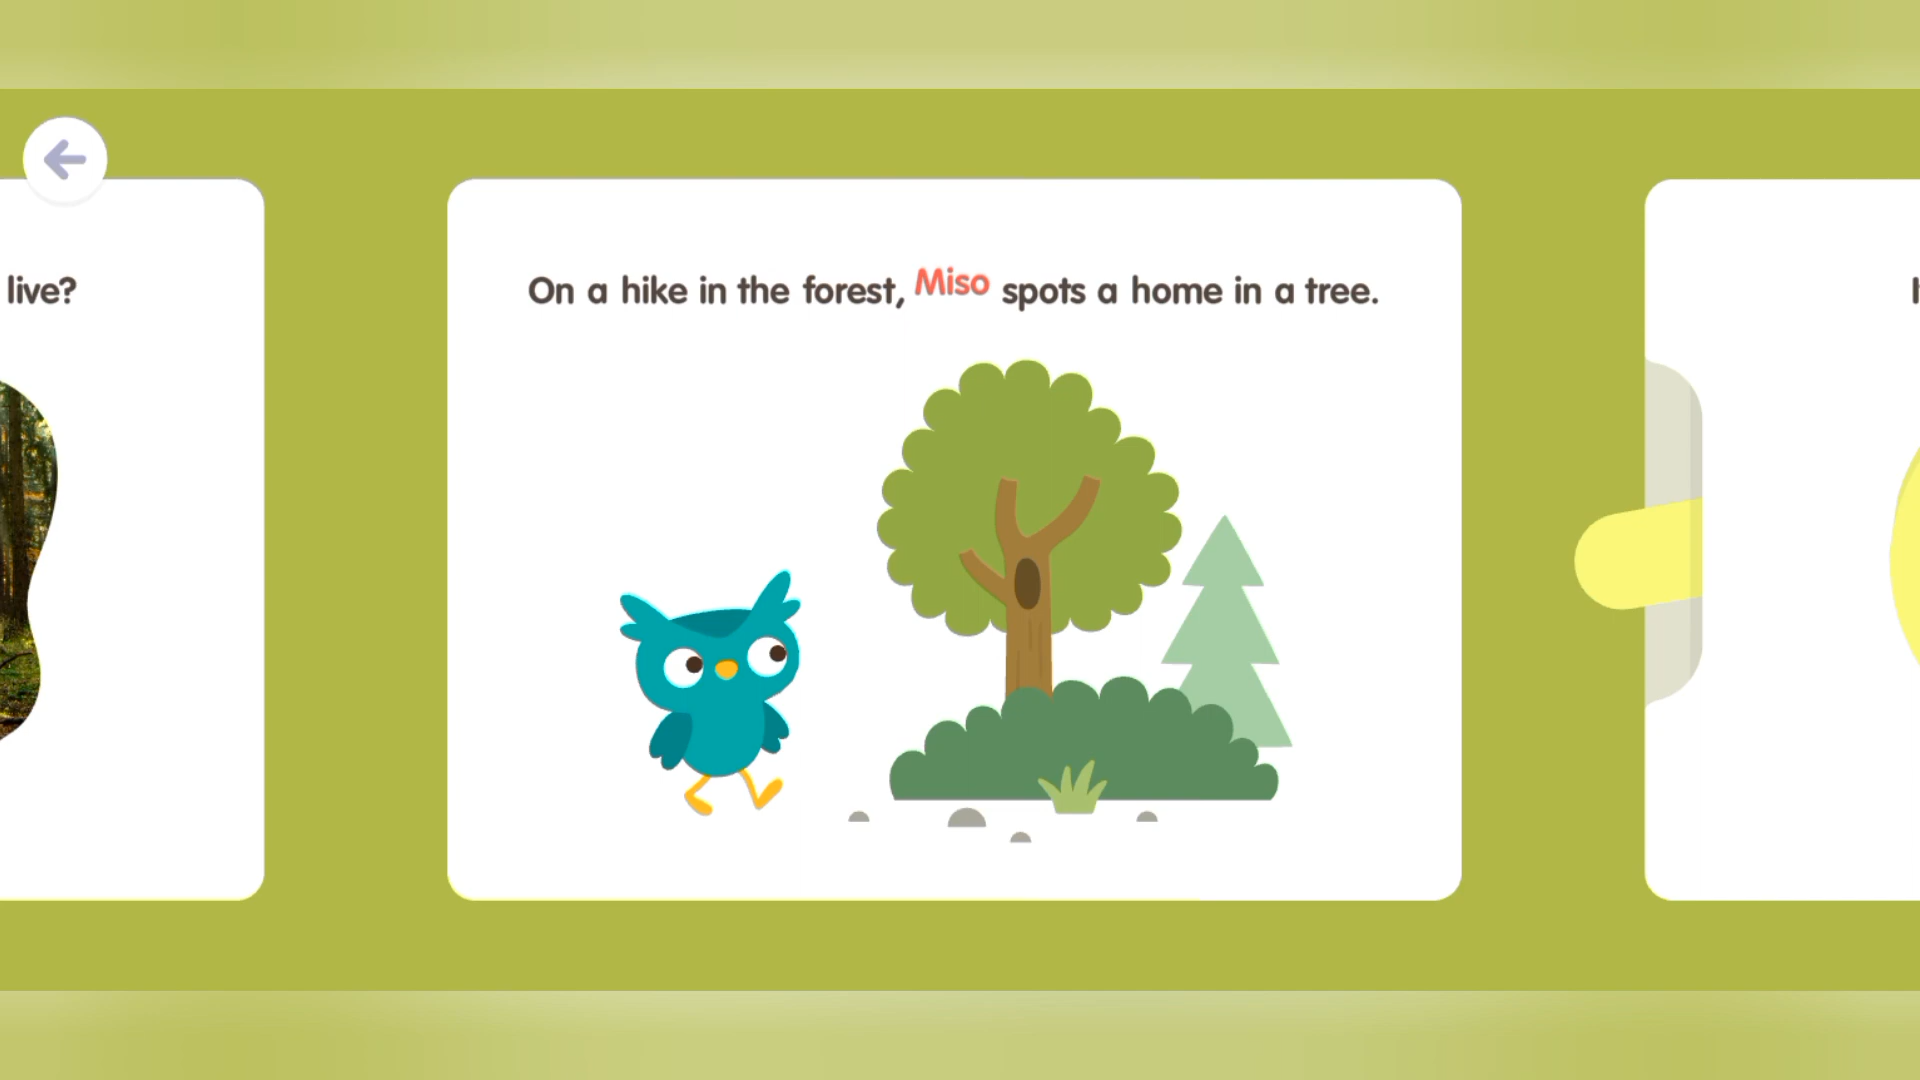 live?
On a hike in the forest, Miso spots a home in a tree.